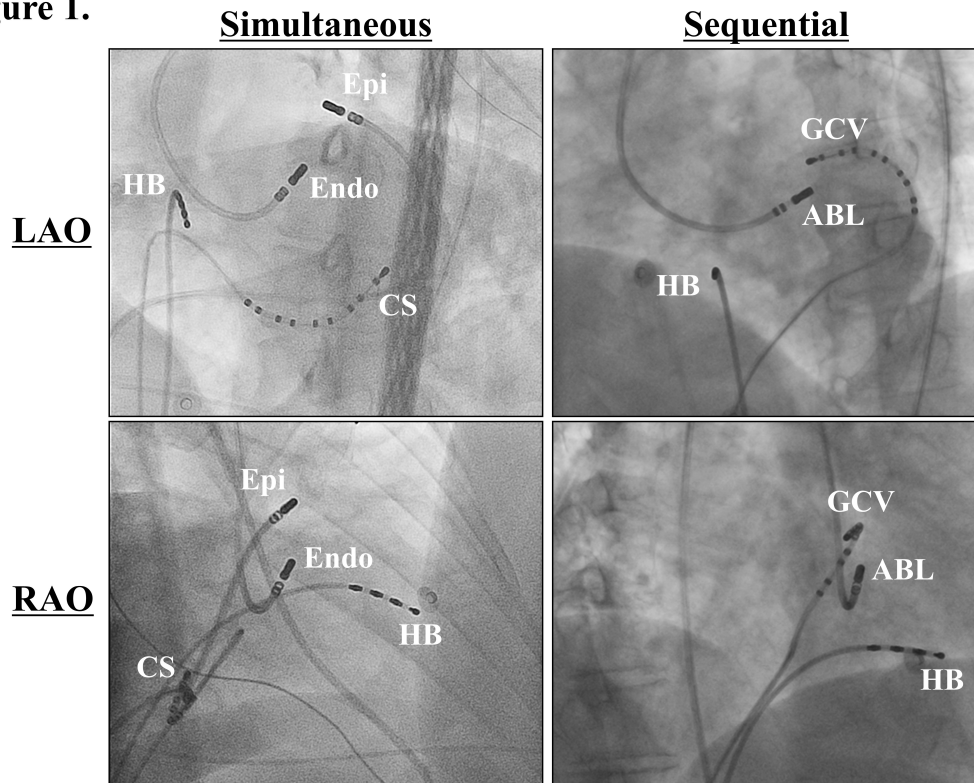 ure 1.
Simultaneous
Sequential
LAO
Epi
HB
Endo
CS
GCV
ABL
HB
RAO
Epi
Endo
HB
CS
GCV
ABL
HB